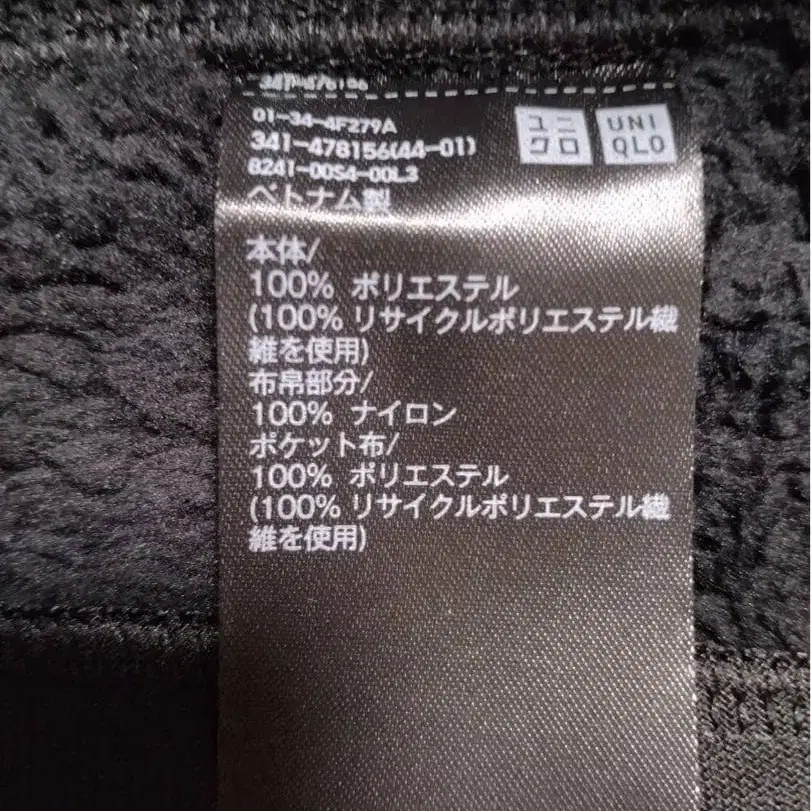 341-478156
01-34-4F279A
341-478156(44-01)
8241-00S4-00L3
ユニ
クロ
UNI
QLO
ベトナム製
本体/
100% ポリエステル
(100% リサイクルポリエステル繊
維を使用)
布帛部分/
100% ナイロン
ポケット布/
100% ポリエステル
(100% リサイクルポリエステル繊
維を使用)